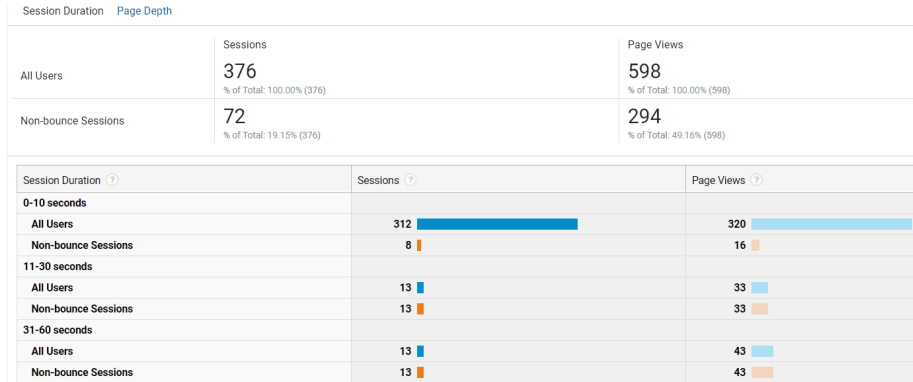 Session Duration Page Depth
Sessions Page Views
All Users 376 598
% of Total: 100.00% (376) % of Total: 100.00% (598)
Non-bounce Sessions 72 294
% of Total: 19.15% (376) % of Total: 49.16% (598)
Session Duration ? Sessions ? Page Views ?
0-10 seconds
All Users 312 320
Non-bounce Sessions 8 16
11-30 seconds
All Users 13 33
Non-bounce Sessions 13 33
31-60 seconds
All Users 13 43
Non-bounce Sessions 13 43